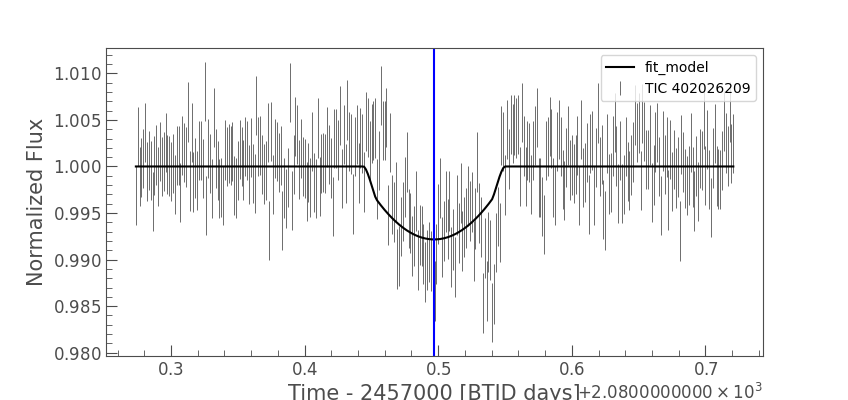 fit_model
TIC 402026209
1.010
1.005
1.000
0.995
0.990
0.985
0.980
Normalized Flux
0.3 0.4 0.5 0.6 0.7
Time - 2457000 [BTJD days]
+2.0800000000 × 10³